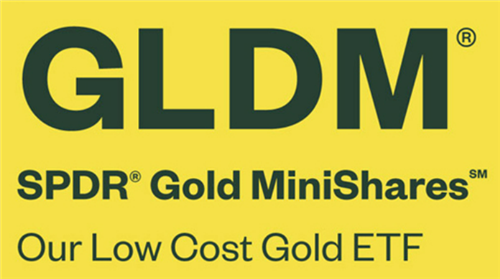 GLDM®
SPDR® Gold MiniShares℠
Our Low Cost Gold ETF